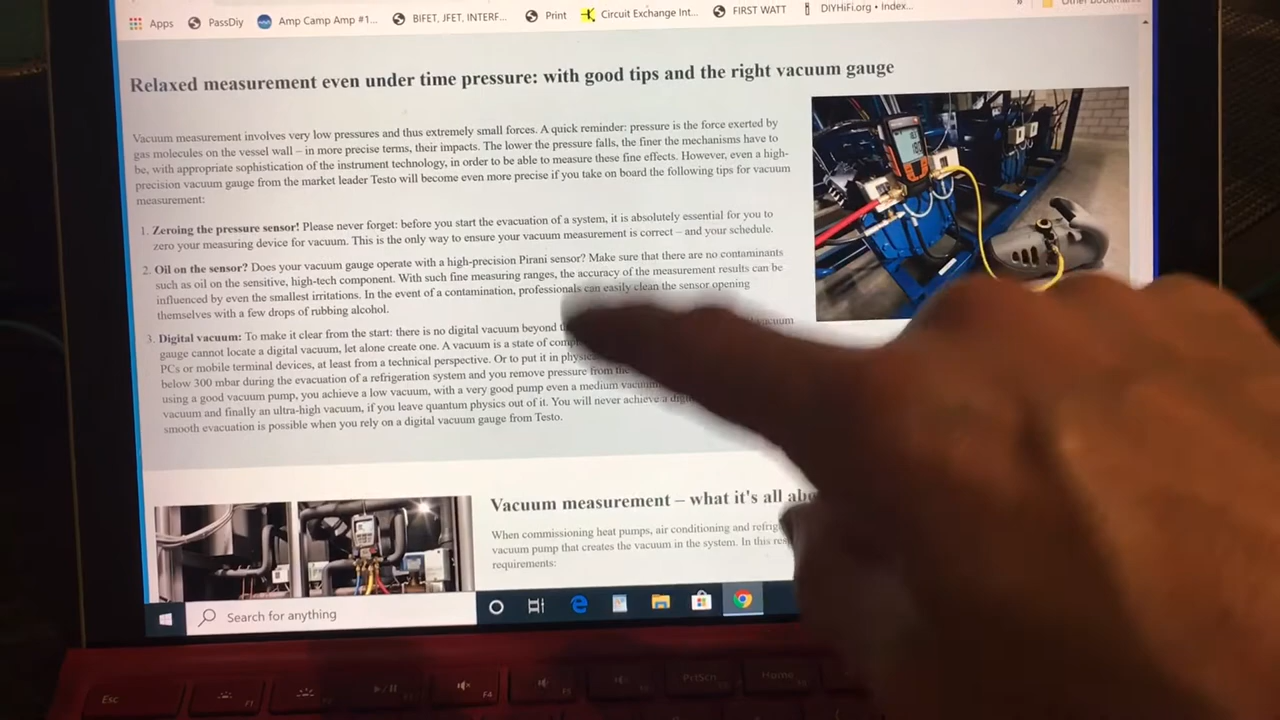 Apps PassDiy Amp Camp Amp #1... BIFET, JFET, INTERF... Print Circuit Exchange Int... FIRST WATT DIYHiFi.org • Index... » Other bookmarks
Relaxed measurement even under time pressure: with good tips and the right vacuum gauge
Vacuum measurement involves very low pressures and thus extremely small forces. A quick reminder: pressure is the force exerted by
gas molecules on the vessel wall – in more precise terms, their impacts. The lower the pressure falls, the finer the mechanisms have to
be, with appropriate sophistication of the instrument technology, in order to be able to measure these fine effects. However, even a high-
precision vacuum gauge from the market leader Testo will become even more precise if you take on board the following tips for vacuum
measurement:
1. Zeroing the pressure sensor! Please never forget: before you start the evacuation of a system, it is absolutely essential for you to
zero your measuring device for vacuum. This is the only way to ensure your vacuum measurement is correct – and your schedule.
2. Oil on the sensor? Does your vacuum gauge operate with a high-precision Pirani sensor? Make sure that there are no contaminants
such as oil on the sensitive, high-tech component. With such fine measuring ranges, the accuracy of the measurement results can be
influenced by even the smallest irritations. In the event of a contamination, professionals can easily clean the sensor opening
themselves with a few drops of rubbing alcohol.
3. Digital vacuum: To make it clear from the start: there is no digital vacuum beyond vacuum
gauge cannot locate a digital vacuum, let alone create one. A vacuum is a state of
PCs or mobile terminal devices, at least from a technical perspective. Or to put it in
below 300 mbar during the evacuation of a refrigeration system and you remove pressure from the
using a good vacuum pump, you achieve a low vacuum, with a very good pump even a medium
vacuum and finally an ultra-high vacuum, if you leave quantum physics out of it. You will never achieve a
smooth evacuation is possible when you rely on a digital vacuum gauge from Testo.
Vacuum measurement – what it's all
When commissioning heat pumps, air conditioning and
vacuum pump that creates the vacuum in the system. In this
requirements:
Search for anything
Esc F1 F4 PrtScn Home